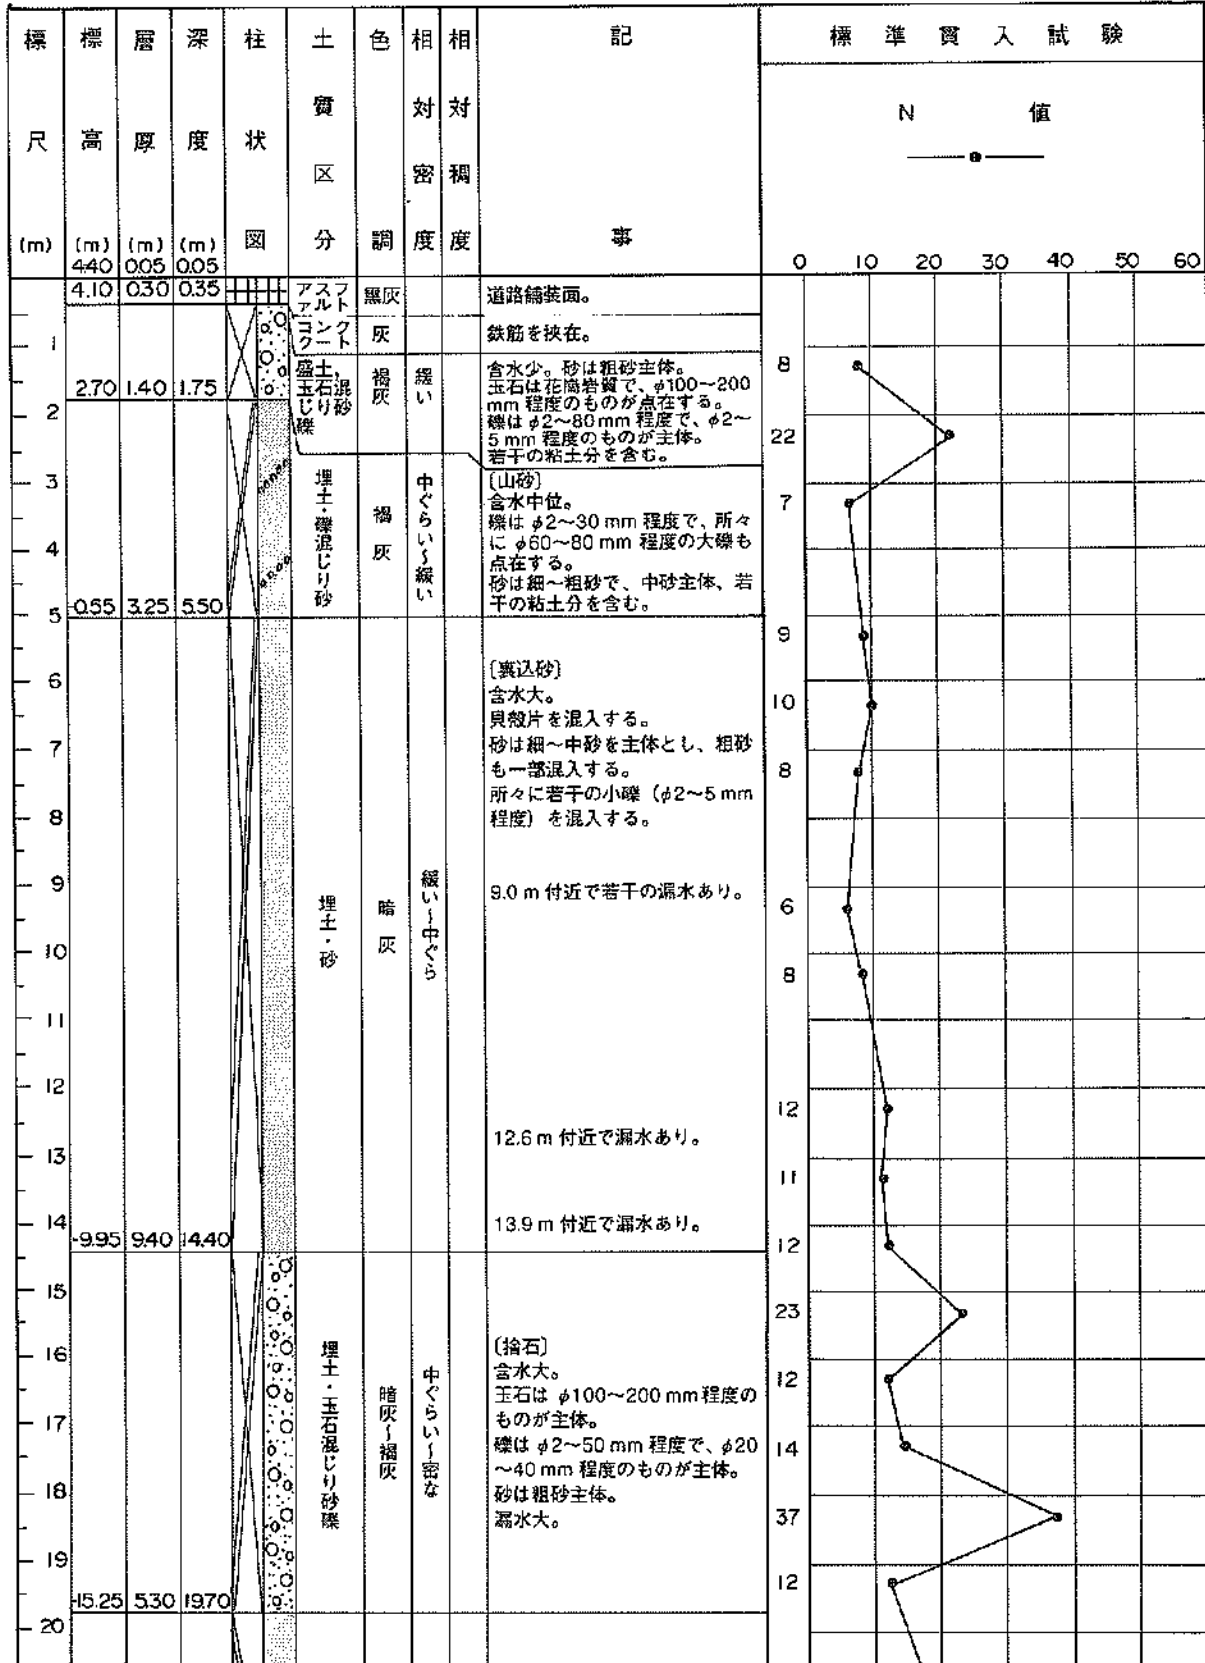 標尺(m)
標高(m)
層厚(m)
深度(m)
柱状図
土質区分
色調
相対密度
相対稠度
記事
標準貫入試験
N値
0 10 20 30 40 50 60
4.40 0.05 0.05
4.10 0.30 0.35
アスファルト
黒灰
道路舗装面。
コンクリート
灰
鉄筋を挟在。
2.70 1.40 1.75
盛土,玉石混じり砂礫
褐灰
緩い
含水少。砂は粗砂主体。
玉石は花崗岩質で、φ100〜200
mm 程度のものが点在する。
礫は φ2〜80mm 程度で、φ2〜
5 mm 程度のものが主体。
若干の粘土分を含む。
-0.55 3.25 5.50
埋土・礫混じり砂
褐灰
中ぐらい〜緩い
〔山砂〕
含水中位。
礫は φ2〜30 mm 程度で、所々
に φ60〜80 mm 程度の大礫も
点在する。
砂は細〜粗砂で、中砂主体、若
干の粘土分を含む。
-9.95 9.40 14.40
埋土・砂
暗灰
緩い〜中ぐら
〔裏込砂〕
含水大。
貝殻片を混入する。
砂は細〜中砂を主体とし、粗砂
も一部混入する。
所々に若干の小礫（φ2〜5 mm
程度）を混入する。
9.0 m 付近で若干の漏水あり。
12.6 m 付近で漏水あり。
13.9 m 付近で漏水あり。
-15.25 5.30 19.70
埋土・玉石混じり砂礫
暗灰〜褐灰
中ぐらい〜密な
〔捨石〕
含水大。
玉石は φ100〜200 mm 程度の
ものが主体。
礫は φ2〜50 mm 程度で、φ20
〜40 mm 程度のものが主体。
砂は粗砂主体。
漏水大。
1
2
3
4
5
6
7
8
9
10
11
12
13
14
15
16
17
18
19
20
8
22
7
9
10
8
6
8
12
11
12
23
12
14
37
12